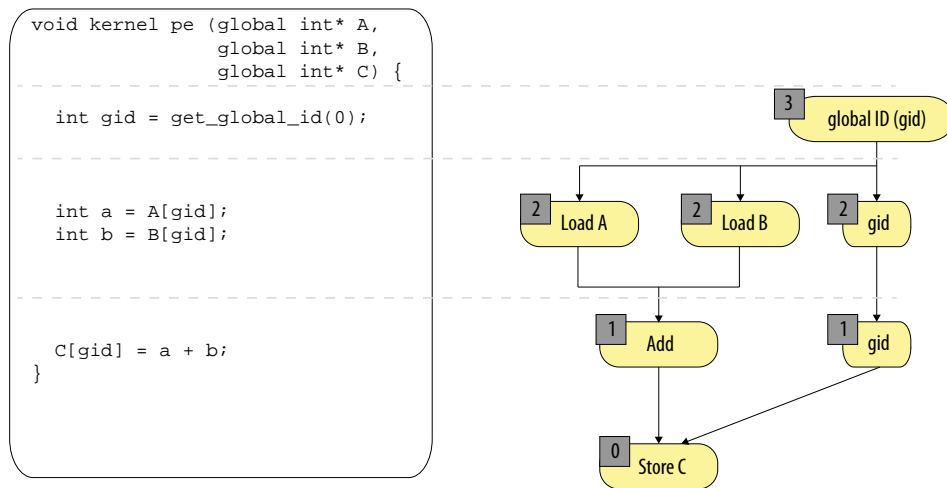 void kernel pe (global int* A,
global int* B,
global int* C) {
int gid = get_global_id(0);
int a = A[gid];
int b = B[gid];
C[gid] = a + b;
}
3
global ID (gid)
2
Load A
2
Load B
2
gid
1
Add
1
gid
0
Store C